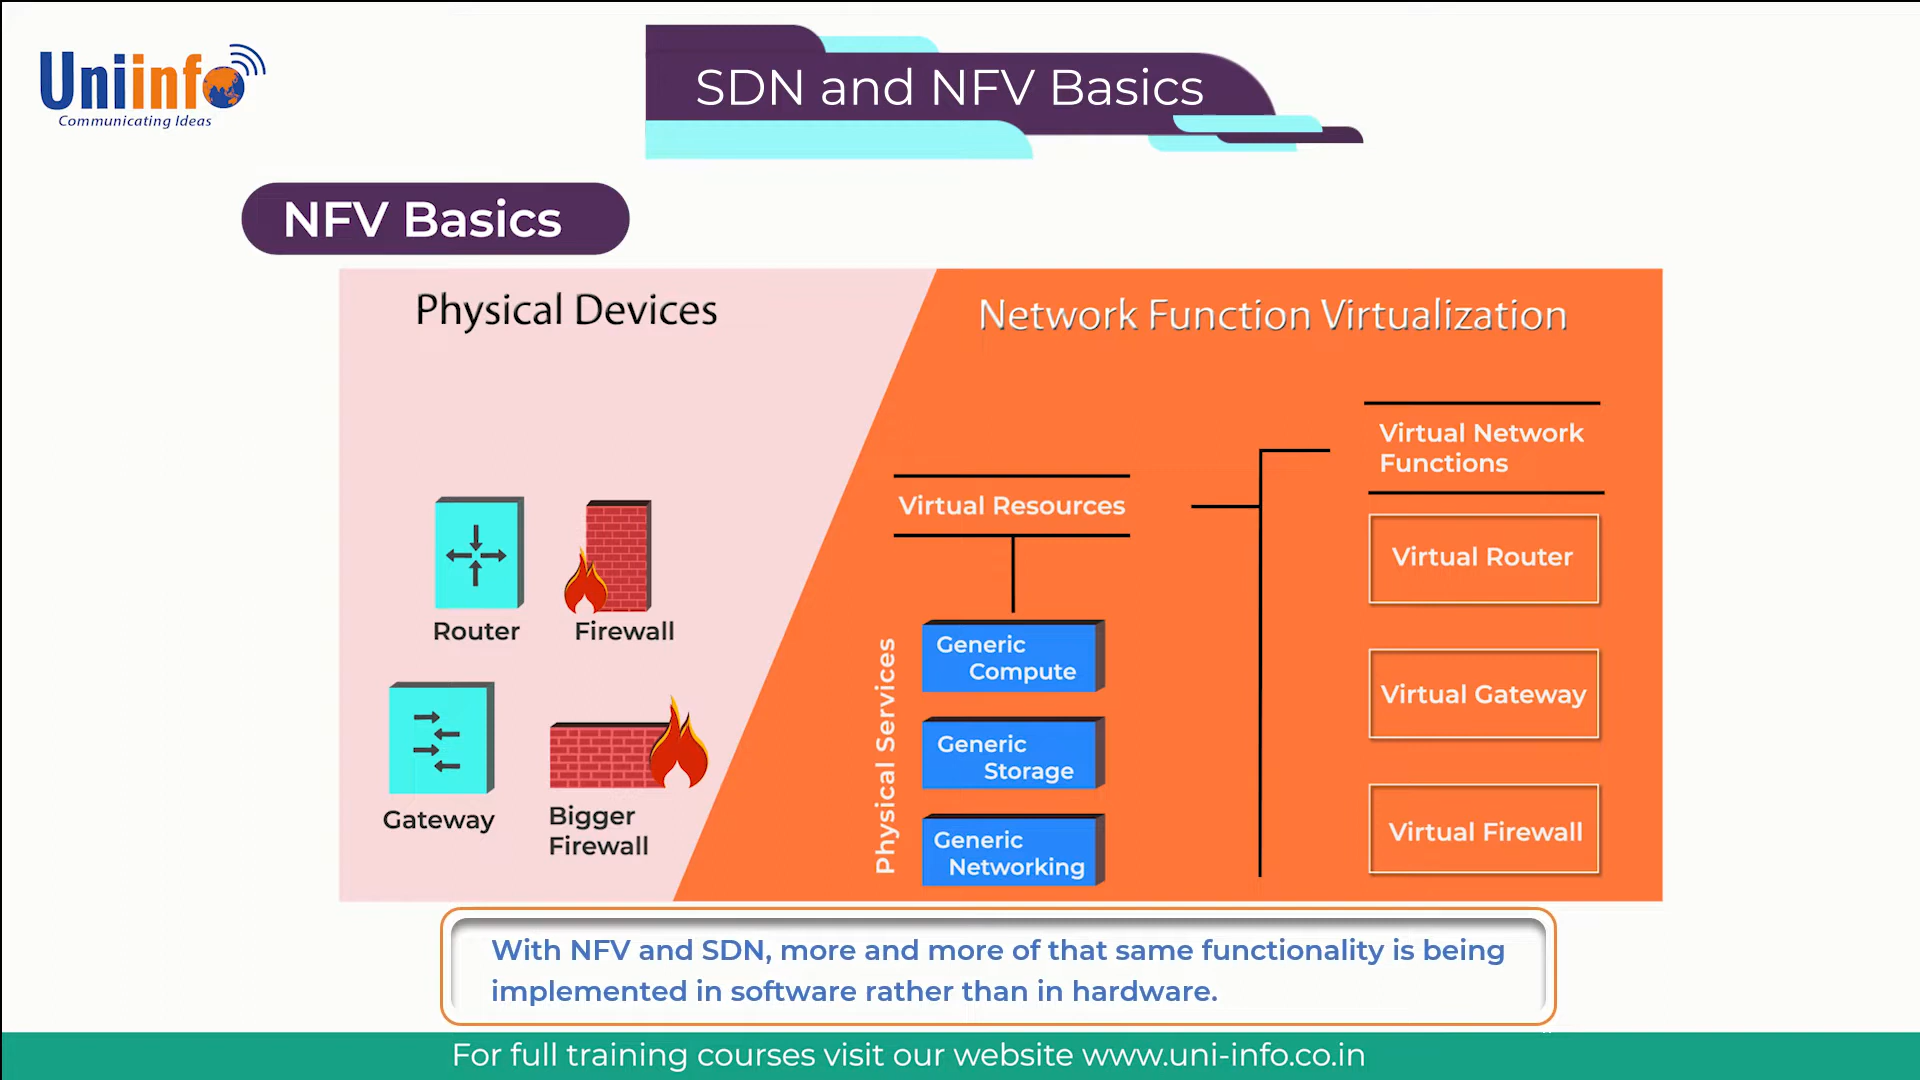 Uniinfo
Communicating Ideas
SDN and NFV Basics
NFV Basics
Physical Devices
Router
Firewall
Gateway
Bigger
Firewall
Network Function Virtualization
Virtual Resources
Physical Services
Generic
Compute
Generic
Storage
Generic
Networking
Virtual Network
Functions
Virtual Router
Virtual Gateway
Virtual Firewall
With NFV and SDN, more and more of that same functionality is being
implemented in software rather than in hardware.
For full training courses visit our website www.uni-info.co.in